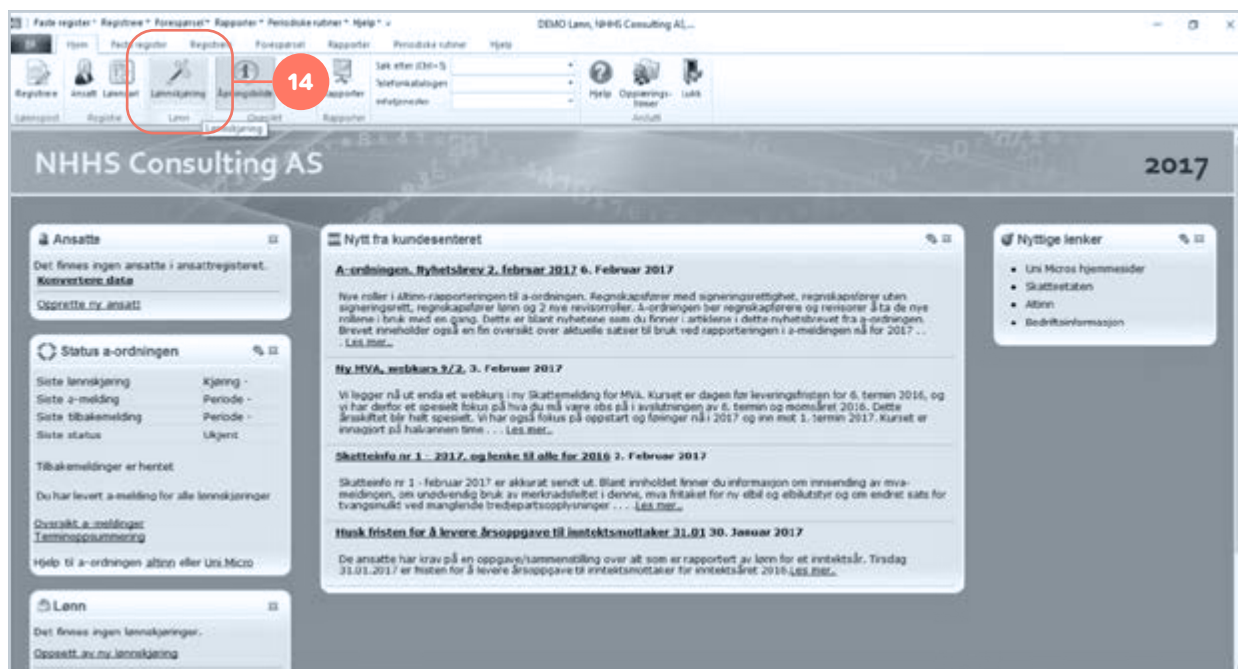 Faste register Registrere Forespørsel Rapporter Periodiske rutiner Hjelp
DEMO Lønn, NHHS Consulting AS,...
Hjem Faste register Registrere Forespørsel Rapporter Periodiske rutiner Hjelp
14
Søk etter (Ctrl+S)
Telefonkatalogen
Infotjenester
Registrere Ansatt Lønnsart Lønnskjøring Åpningsbilde Rapporter
Hjelp Opplærings-
filmer
Lukk
Lønnspost Registre Lønn Oversikt Rapporter Avslutt
Lønnskjøring
NHHS Consulting AS
2017
Ansatte
Det finnes ingen ansatte i ansattregisteret.
Konvertere data
Opprette ny ansatt
Status a-ordningen
Siste lønnskjøring Kjøring -
Siste a-melding Periode -
Siste tilbakemelding Periode -
Siste status Ukjent
Tilbakemeldinger er hentet
Du har levert a-melding for alle lønnskjøringer
Oversikt a-meldinger
Terminoppsummering
Hjelp til a-ordningen altinn eller Uni Micro
Lønn
Det finnes ingen lønnskjøringer.
Oppsett av ny lønnskjøring
Nytt fra kundesenteret
A-ordningen, Nyhetsbrev 2, februar 2017 6. Februar 2017
Nye roller i Altinn-rapporteringen til a-ordningen. Regnskapsfører med signeringsrettighet, regnskapsfører uten
signeringsrett, regnskapsfører lønn og 2 nye revisorroller. A-ordningen ber regnskapførere og revisorer å ta de nye
rollene i bruk med en gang. Dette er blant nyhetene som du finner i artiklene i dette nyhetsbrevet fra a-ordningen.
Brevet inneholder også en fin oversikt over aktuelle satser til bruk ved rapporteringen i a-meldingen nå for 2017 . .
. Les mer..
Ny MVA, webkurs 9/2, 3. Februar 2017
Vi legger nå ut enda et webkurs i ny Skattemelding for MVA. Kurset er dagen før leveringsfristen for 6. termin 2016, og
vi har derfor et spesielt fokus på hva du må være obs på i avslutningen av 6. termin og momsåret 2016. Dette
årsskiftet blir helt spesielt. Vi har også fokus på oppstart og føringer nå i 2017 og inn mot 1. termin 2017. Kurset er
innagjort på halvannen time . . . Les mer..
Skatteinfo nr 1 - 2017, og lenke til alle for 2016 2. Februar 2017
Skatteinfo nr 1 - februar 2017 er akkurat sendt ut. Blant innholdet finner du informasjon om innsending av mva-
meldingen, om unødvendig bruk av merknadsfeltet i denne, mva fritaket for ny elbil og elbilutstyr og om endret sats for
tvangsmulkt ved manglende tredjepartsopplysninger . . . . Les mer..
Husk fristen for å levere årsoppgave til inntektsmottaker 31.01 30. Januar 2017
De ansatte har krav på en oppgave/sammenstilling over alt som er rapportert av lønn for et inntektsår. Tirsdag
31.01.2017 er fristen for å levere årsoppgave til inntektsmottaker for inntektsåret 2016.Les mer..
Nyttige lenker
Uni Micros hjemmesider
Skatteetaten
Altinn
Bedriftsinformasjon